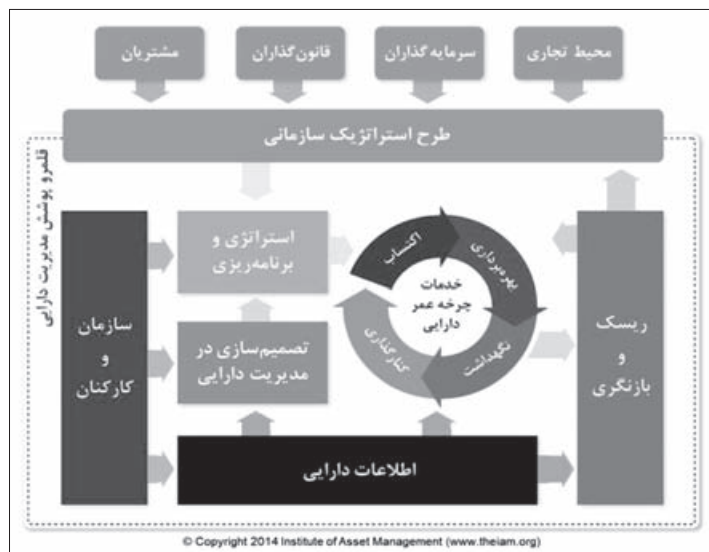 محیط تجاری
سرمایه گذاران
قانون گذاران
مشتریان
طرح استراتژیک سازمانی
قلمرو پوشش مدیریت دارایی
سازمان
و
کارکنان
استراتژی و
برنامه‌ریزی
تصمیم‌سازی در
مدیریت دارایی
اکتساب
بهره‌برداری
نگهداشت
کنارگذاری
خدمات
چرخه عمر
دارایی
ریسک
و
بازنگری
اطلاعات دارایی
© Copyright 2014 Institute of Asset Management (www.theiam.org)